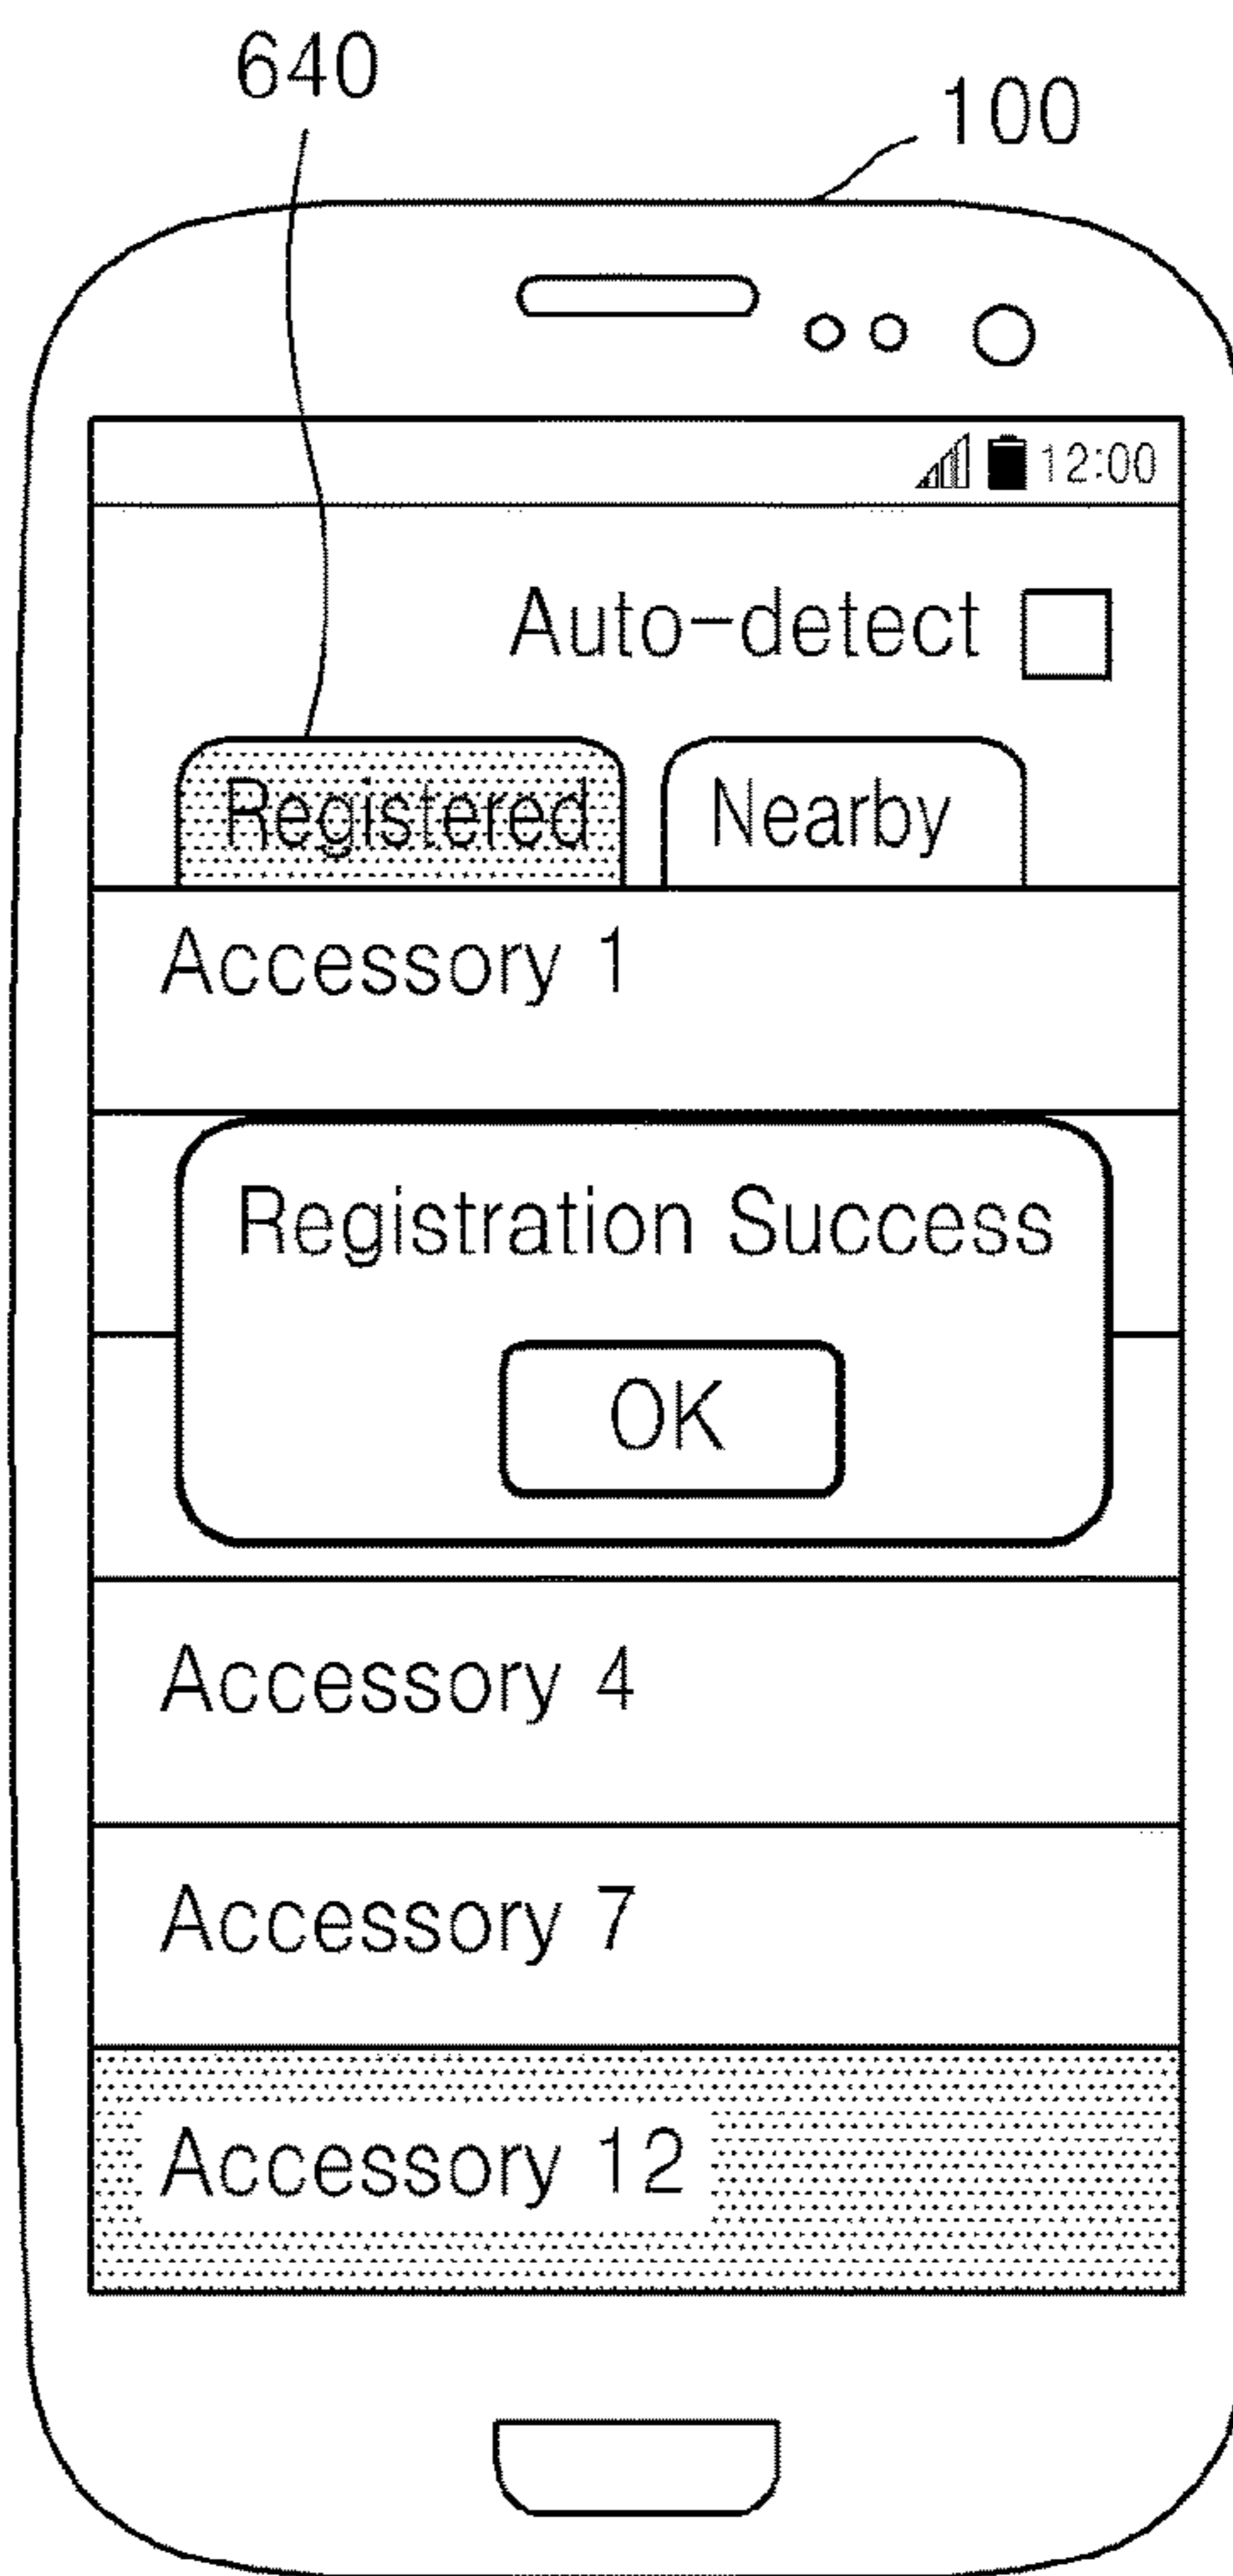 640
100
12:00
Auto-detect
Registered Nearby
Accessory 1
Registration Success
OK
Accessory 4
Accessory 7
Accessory 12